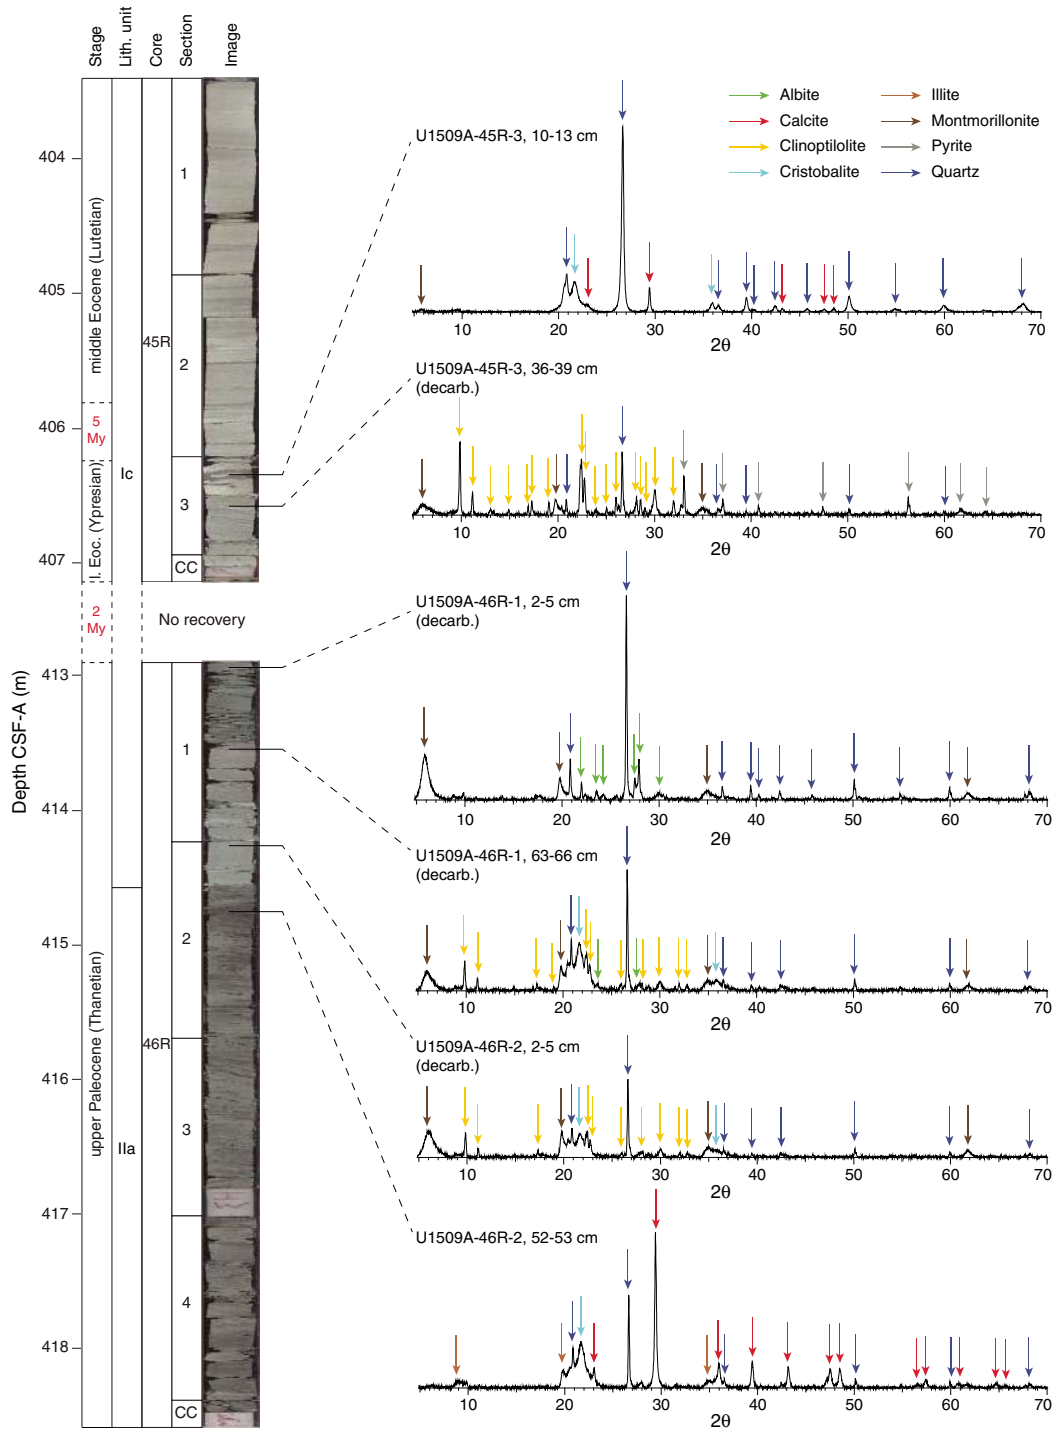 Stage
Lith. unit
Core
Section
Image
Depth CSF-A (m)
404
405
406
407
413
414
415
416
417
418
middle Eocene (Lutetian)
5
My
l. Eoc. (Ypresian)
2
My
upper Paleocene (Thanetian)
Ic
IIa
45R
46R
1
2
3
CC
No recovery
1
2
3
4
CC
Albite
Calcite
Clinoptilolite
Cristobalite
Illite
Montmorillonite
Pyrite
Quartz
U1509A-45R-3, 10-13 cm
10 20 30 40 50 60 70
2θ
U1509A-45R-3, 36-39 cm
(decarb.)
10 20 30 40 50 60 70
2θ
U1509A-46R-1, 2-5 cm
(decarb.)
10 20 30 40 50 60 70
2θ
U1509A-46R-1, 63-66 cm
(decarb.)
10 20 30 40 50 60 70
2θ
U1509A-46R-2, 2-5 cm
(decarb.)
10 20 30 40 50 60 70
2θ
U1509A-46R-2, 52-53 cm
10 20 30 40 50 60 70
2θ